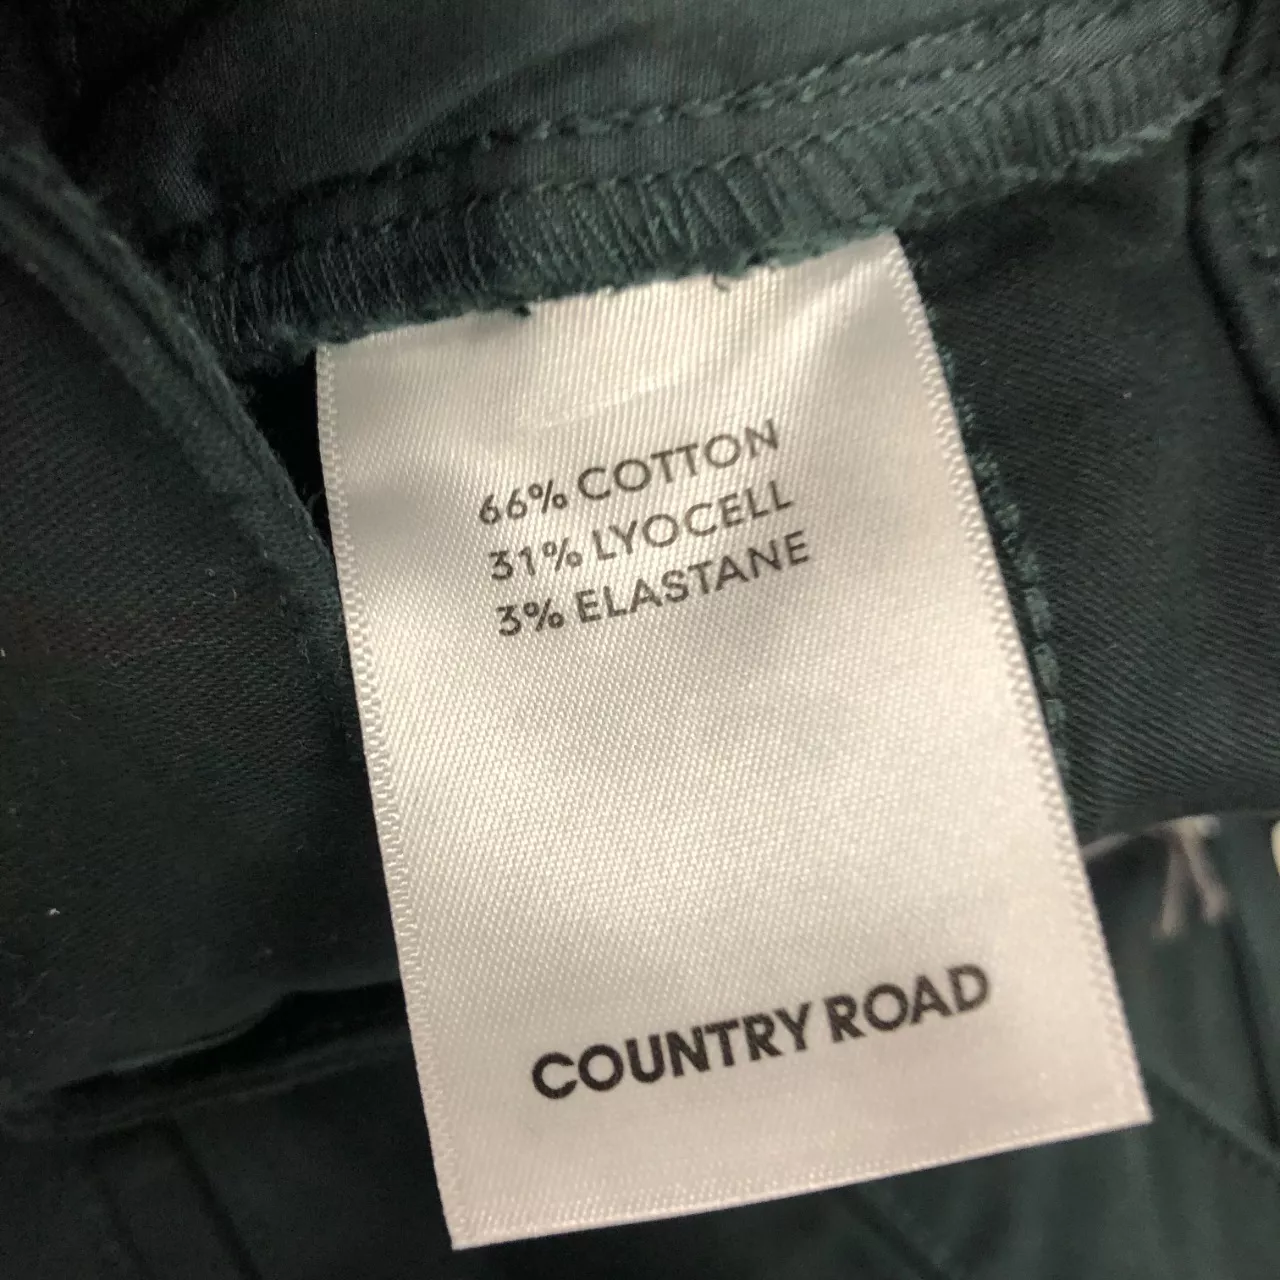 66% COTTON
31% LYOCELL
3% ELASTANE
COUNTRY ROAD